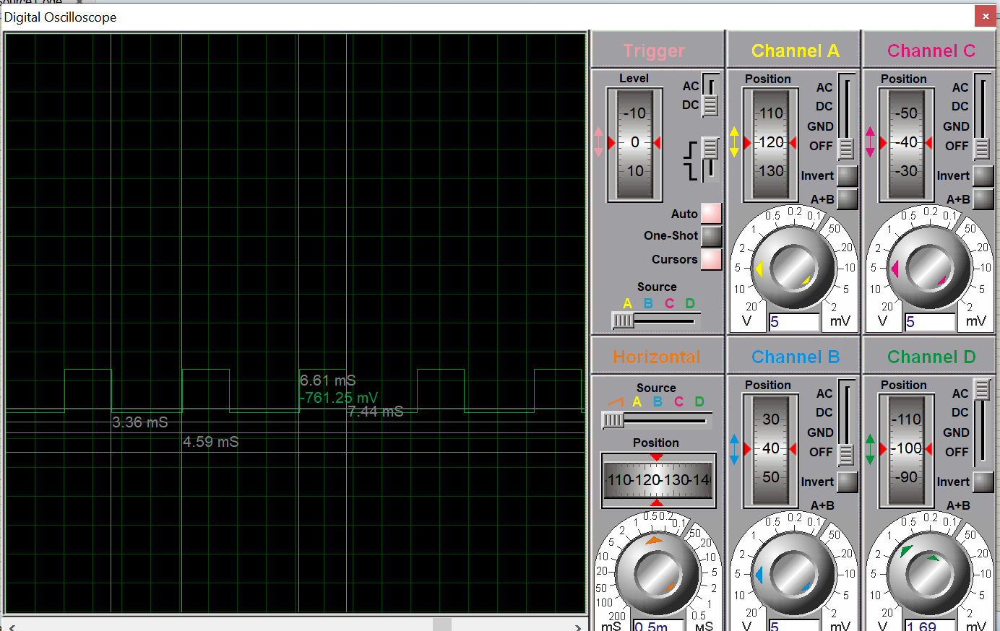 Digital Oscilloscope
6.61 mS
-761.25 mV
7.44 mS
3.36 mS
4.59 mS
Trigger
Level
-10
0
10
AC
DC
Auto
One-Shot
Cursors
Source
A B C D
Channel A
Position
110
120
130
AC
DC
GND
OFF
Invert
A+B
20
10
5
2
1
0.5
0.2
0.1
50
20
10
5
2
V
5
mV
Channel C
Position
-50
-40
-30
AC
DC
GND
OFF
Invert
A+B
20
10
5
2
1
0.5
0.2
0.1
50
20
10
5
2
V
5
mV
Horizontal
Source
A B C D
Position
-110 -120 -130 -14
200
100
50
20
10
5
2
1
0.5
0.2
0.1
50
20
10
5
2
1
0.5
mS
0.5m
μS
Channel B
Position
30
40
50
AC
DC
GND
OFF
Invert
A+B
20
10
5
2
1
0.5
0.2
0.1
50
20
10
5
2
V
5
mV
Channel D
Position
-110
-100
-90
AC
DC
GND
OFF
Invert
A+B
20
10
5
2
1
0.5
0.2
0.1
50
20
10
5
2
V
1.69
mV